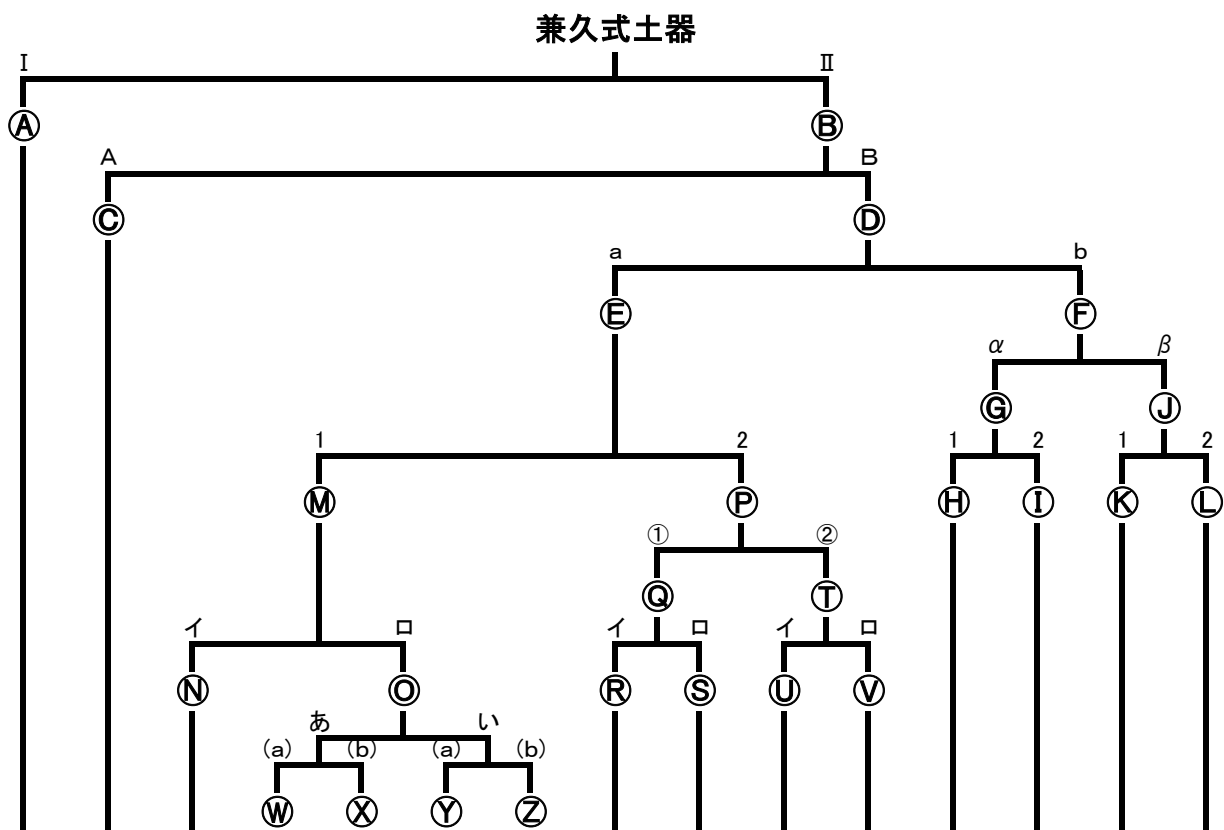 兼久式土器
Ⅰ Ⅱ
Ⓐ Ⓑ
A B
Ⓒ Ⓓ
a b
Ⓔ Ⓕ
α β
Ⓖ Ⓙ
1 2 1 2 1 2
Ⓜ Ⓟ Ⓗ Ⓘ Ⓚ Ⓛ
① ②
Ⓠ Ⓣ
イ ロ イ ロ イ ロ
Ⓝ Ⓞ Ⓡ Ⓢ Ⓤ Ⓥ
あ い
(a) (b) (a) (b)
Ⓦ Ⓧ Ⓨ Ⓩ